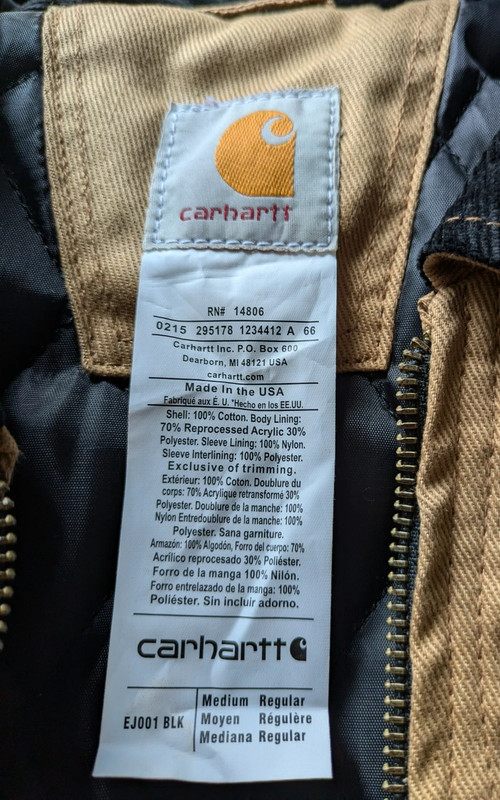 carhartt
RN# 14806
0215 295178 1234412 A 66
Carhartt Inc. P.O. Box 600
Dearborn, MI 48121 USA
carhartt.com
Made In the USA
Fabriqué aux É. U. *Hecho en los EE.UU.
Shell: 100% Cotton. Body Lining:
70% Reprocessed Acrylic 30%
Polyester. Sleeve Lining: 100% Nylon.
Sleeve Interlining: 100% Polyester.
Exclusive of trimming.
Extérieur: 100% Coton. Doublure du
corps: 70% Acrylique retransformé 30%
Polyester. Doublure de la manche: 100%
Nylon Entredoublure de la manche: 100%
Polyester. Sana garniture.
Armazón: 100% Algodón, Forro del cuerpo: 70%
Acrílico reprocesado 30% Poliéster.
Forro de la manga 100% Nilón.
Forro entrelazado de la manga: 100%
Poliéster. Sin incluir adorno.
carhartt
EJ001 BLK
Medium Regular
Moyen Régulère
Mediana Regular